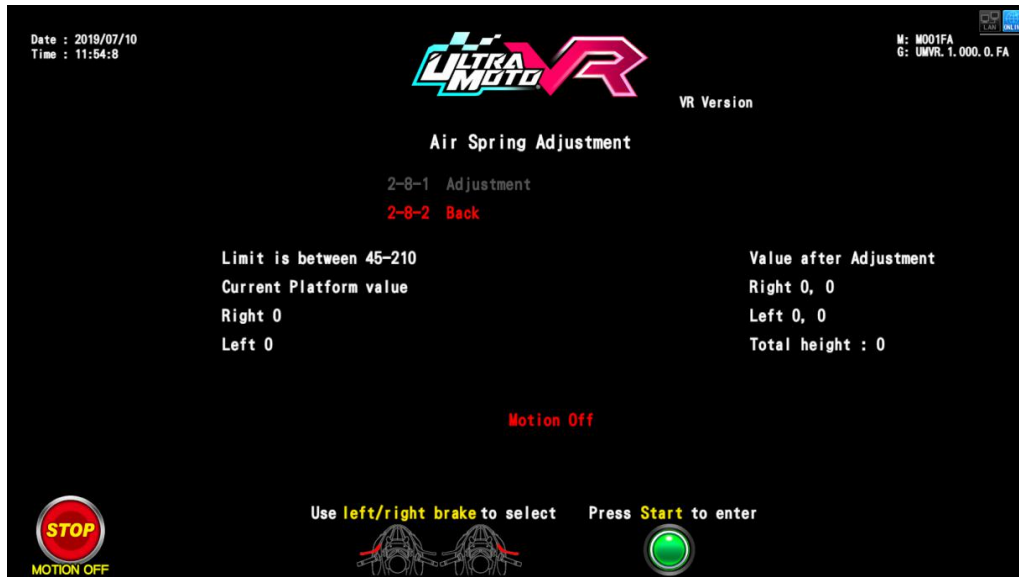 Date : 2019/07/10
Time : 11:54:8
LAN
M: M001FA
G: UMVR.1.000.0.FA
ULTRA
MOTO
VR
VR Version
Air Spring Adjustment
2-8-1 Adjustment
2-8-2 Back
Limit is between 45-210
Current Platform value
Right 0
Left 0
Value after Adjustment
Right 0, 0
Left 0, 0
Total height : 0
Motion Off
STOP
MOTION OFF
Use left/right brake to select
Press Start to enter